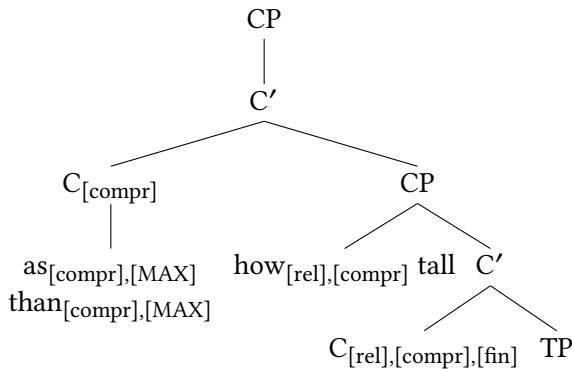 CP
C′
C[compr] CP
as[compr],[MAX] how[rel],[compr] tall C′
than[compr],[MAX]
C[rel],[compr],[fin] TP